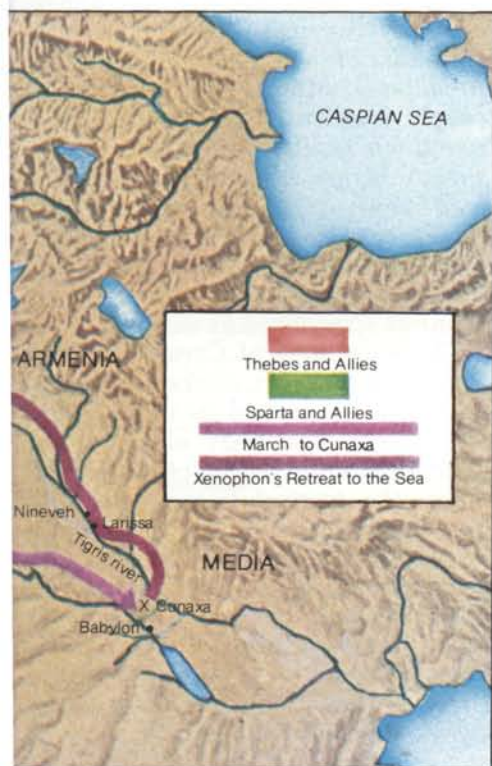 CASPIAN SEA
ARMENIA
Thebes and Allies
Sparta and Allies
March to Cunaxa
Xenophon's Retreat to the Sea
Nineveh
Larissa
Tigris river
MEDIA
X Cunaxa
Babylon